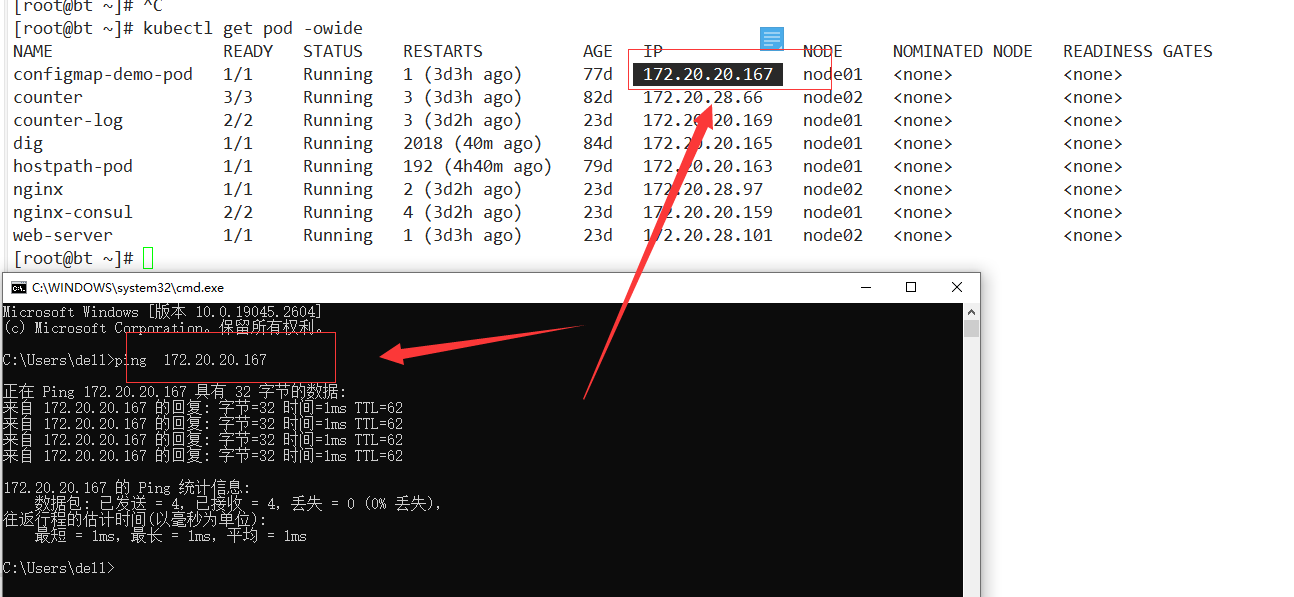 [root@bt ~]# ^C
[root@bt ~]# kubectl get pod -owide
NAME READY STATUS RESTARTS AGE IP NODE NOMINATED NODE READINESS GATES
configmap-demo-pod 1/1 Running 1 (3d3h ago) 77d 172.20.20.167 node01 <none> <none>
counter 3/3 Running 3 (3d3h ago) 82d 172.20.28.66 node02 <none> <none>
counter-log 2/2 Running 3 (3d2h ago) 23d 172.20.20.169 node01 <none> <none>
dig 1/1 Running 2018 (40m ago) 84d 172.20.20.165 node01 <none> <none>
hostpath-pod 1/1 Running 192 (4h40m ago) 79d 172.20.20.163 node01 <none> <none>
nginx 1/1 Running 2 (3d2h ago) 23d 172.20.28.97 node02 <none> <none>
nginx-consul 2/2 Running 4 (3d2h ago) 23d 172.20.20.159 node01 <none> <none>
web-server 1/1 Running 1 (3d3h ago) 23d 172.20.28.101 node02 <none> <none>
[root@bt ~]#
C:\WINDOWS\system32\cmd.exe
Microsoft Windows [版本 10.0.19045.2604]
(c) Microsoft Corporation。保留所有权利。
C:\Users\dell>ping 172.20.20.167
正在 Ping 172.20.20.167 具有 32 字节的数据:
来自 172.20.20.167 的回复: 字节=32 时间=1ms TTL=62
来自 172.20.20.167 的回复: 字节=32 时间=1ms TTL=62
来自 172.20.20.167 的回复: 字节=32 时间=1ms TTL=62
来自 172.20.20.167 的回复: 字节=32 时间=1ms TTL=62
172.20.20.167 的 Ping 统计信息:
数据包: 已发送 = 4，已接收 = 4，丢失 = 0 (0% 丢失)，
往返行程的估计时间(以毫秒为单位):
最短 = 1ms，最长 = 1ms，平均 = 1ms
C:\Users\dell>